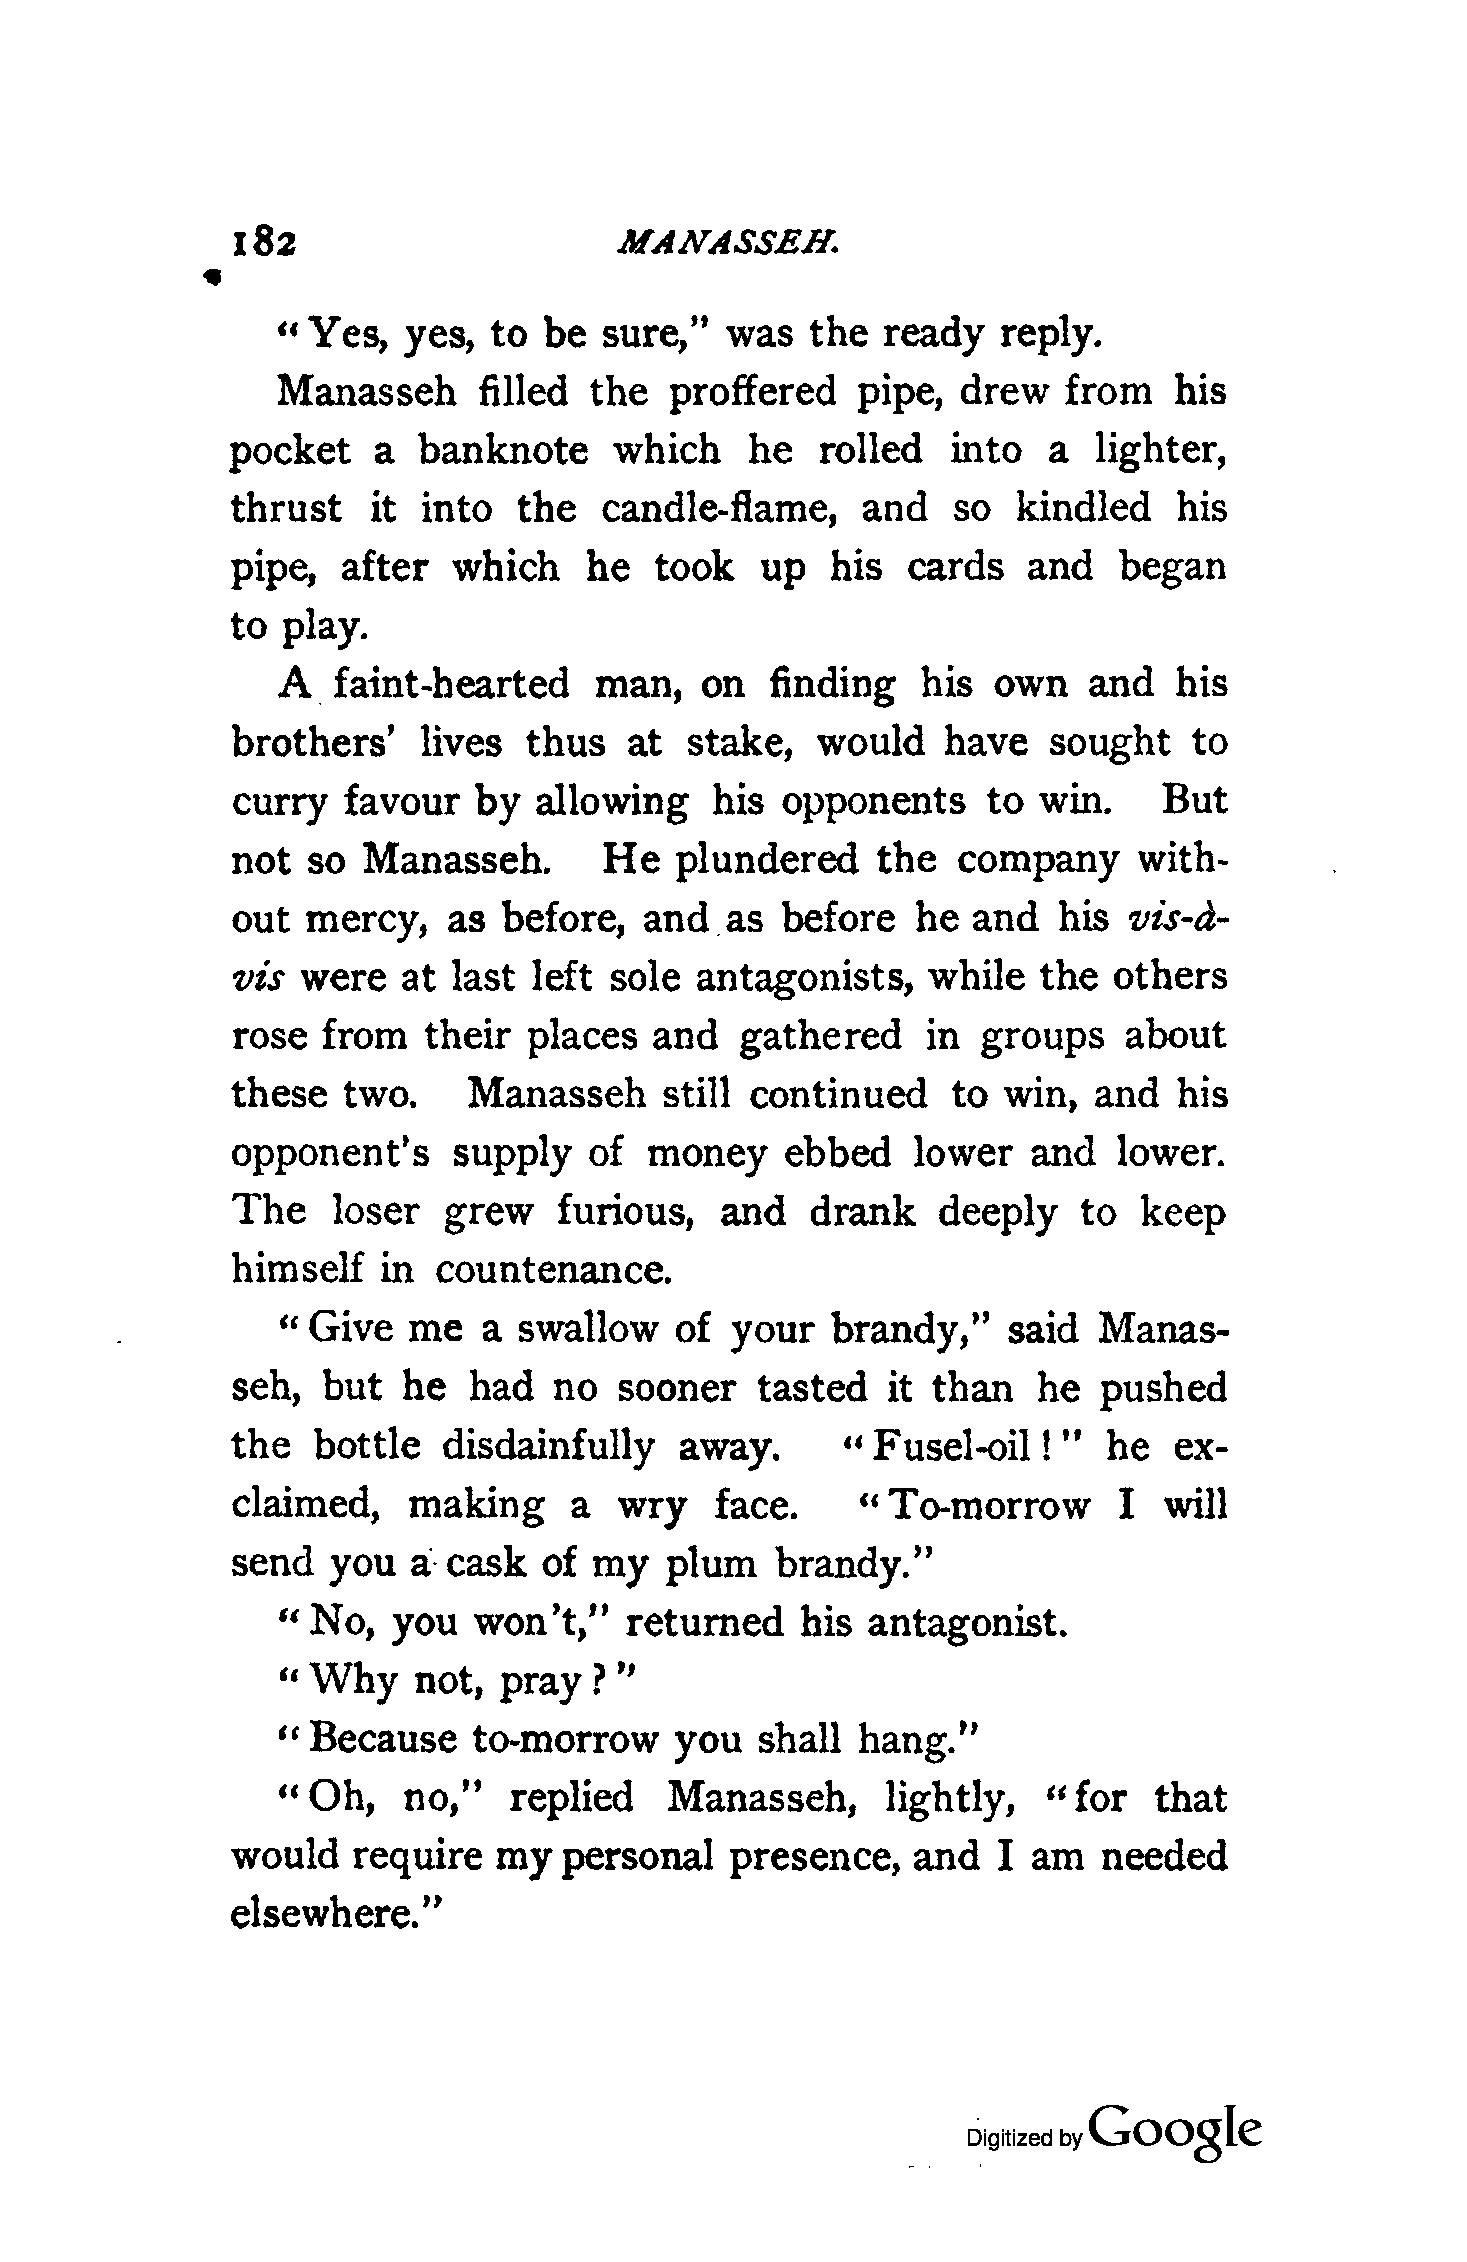 182 MANASSEH.
“Yes, yes, to be sure,” was the ready reply.
Manasseh filled the proffered pipe, drew from his
pocket a banknote which he rolled into a lighter,
thrust it into the candle-flame, and so kindled his
pipe, after which he took up his cards and began
to play.
A faint-hearted man, on finding his own and his
brothers’ lives thus at stake, would have sought to
curry favour by allowing his opponents to win. But
not so Manasseh. He plundered the company with-
out mercy, as before, and as before he and his vis-à-
vis were at last left sole antagonists, while the others
rose from their places and gathered in groups about
these two. Manasseh still continued to win, and his
opponent’s supply of money ebbed lower and lower.
The loser grew furious, and drank deeply to keep
himself in countenance.
“Give me a swallow of your brandy,” said Manas-
seh, but he had no sooner tasted it than he pushed
the bottle disdainfully away. “Fusel-oil!” he ex-
claimed, making a wry face. “To-morrow I will
send you a cask of my plum brandy.”
“No, you won’t,” returned his antagonist.
“Why not, pray?”
“Because to-morrow you shall hang.”
“Oh, no,” replied Manasseh, lightly, “for that
would require my personal presence, and I am needed
elsewhere.”
Digitized by Google